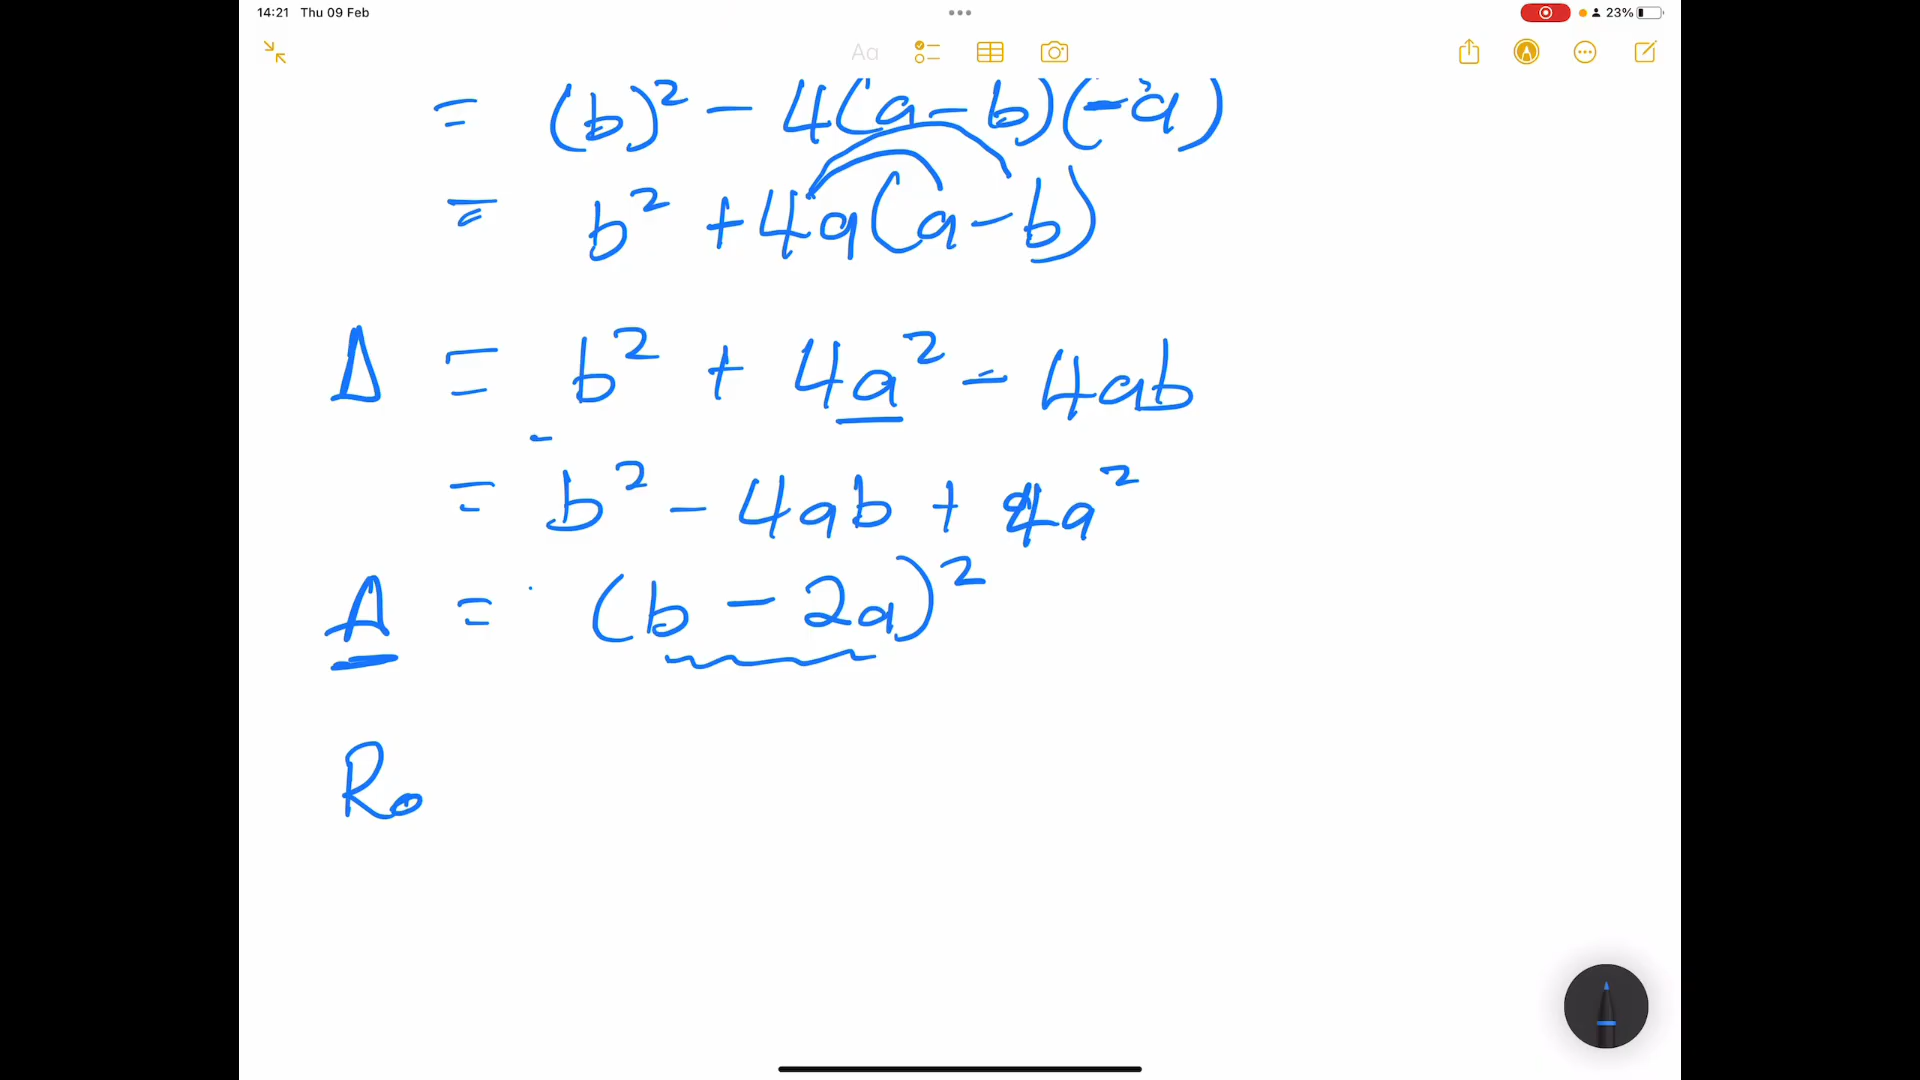 14:21 Thu 09 Feb
23%
Aa
= (b)² - 4(a-b)(-a)
= b² + 4a(a-b)
Δ = b² + 4a² - 4ab
= b² - 4ab + 4a²
Δ = (b - 2a)²
Ro